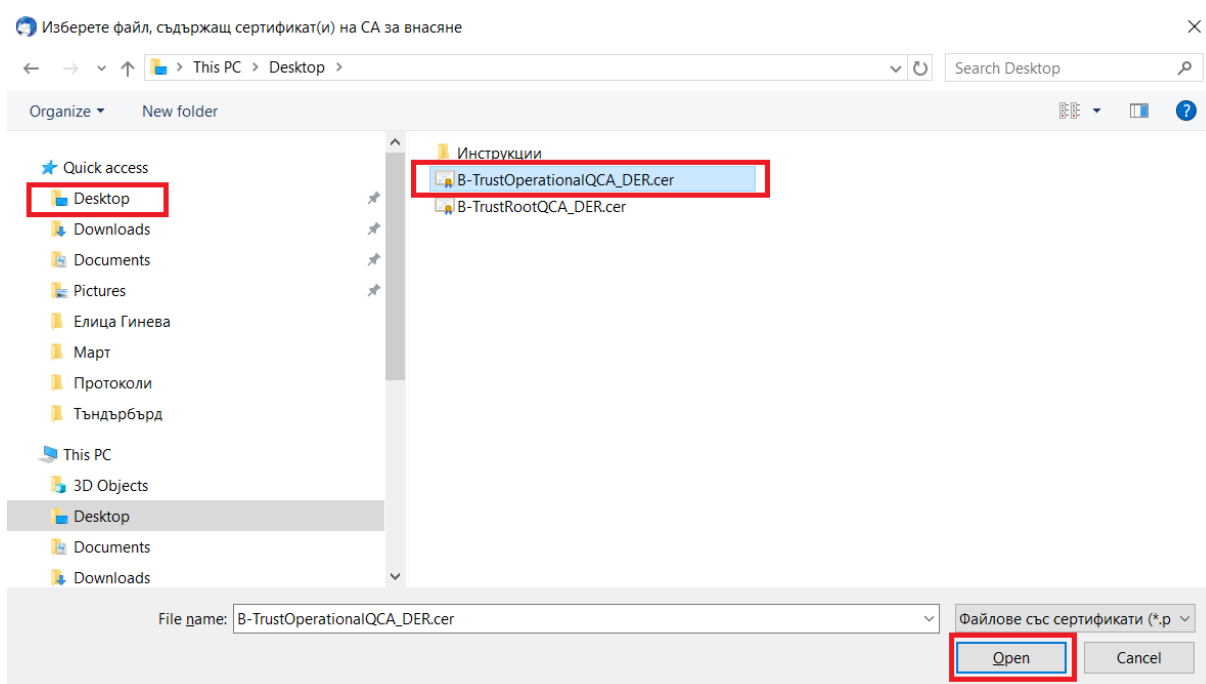 Изберете файл, съдържащ сертификат(и) на СА за внасяне
This PC > Desktop >
Search Desktop
Organize
New folder
Quick access
Desktop
Downloads
Documents
Pictures
Елица Гинева
Март
Протоколи
Тъндърбърд
This PC
3D Objects
Desktop
Documents
Downloads
Инструкции
B-TrustOperationalQCA_DER.cer
B-TrustRootQCA_DER.cer
File name: B-TrustOperationalQCA_DER.cer
Файлове със сертификати (*.p
Open
Cancel